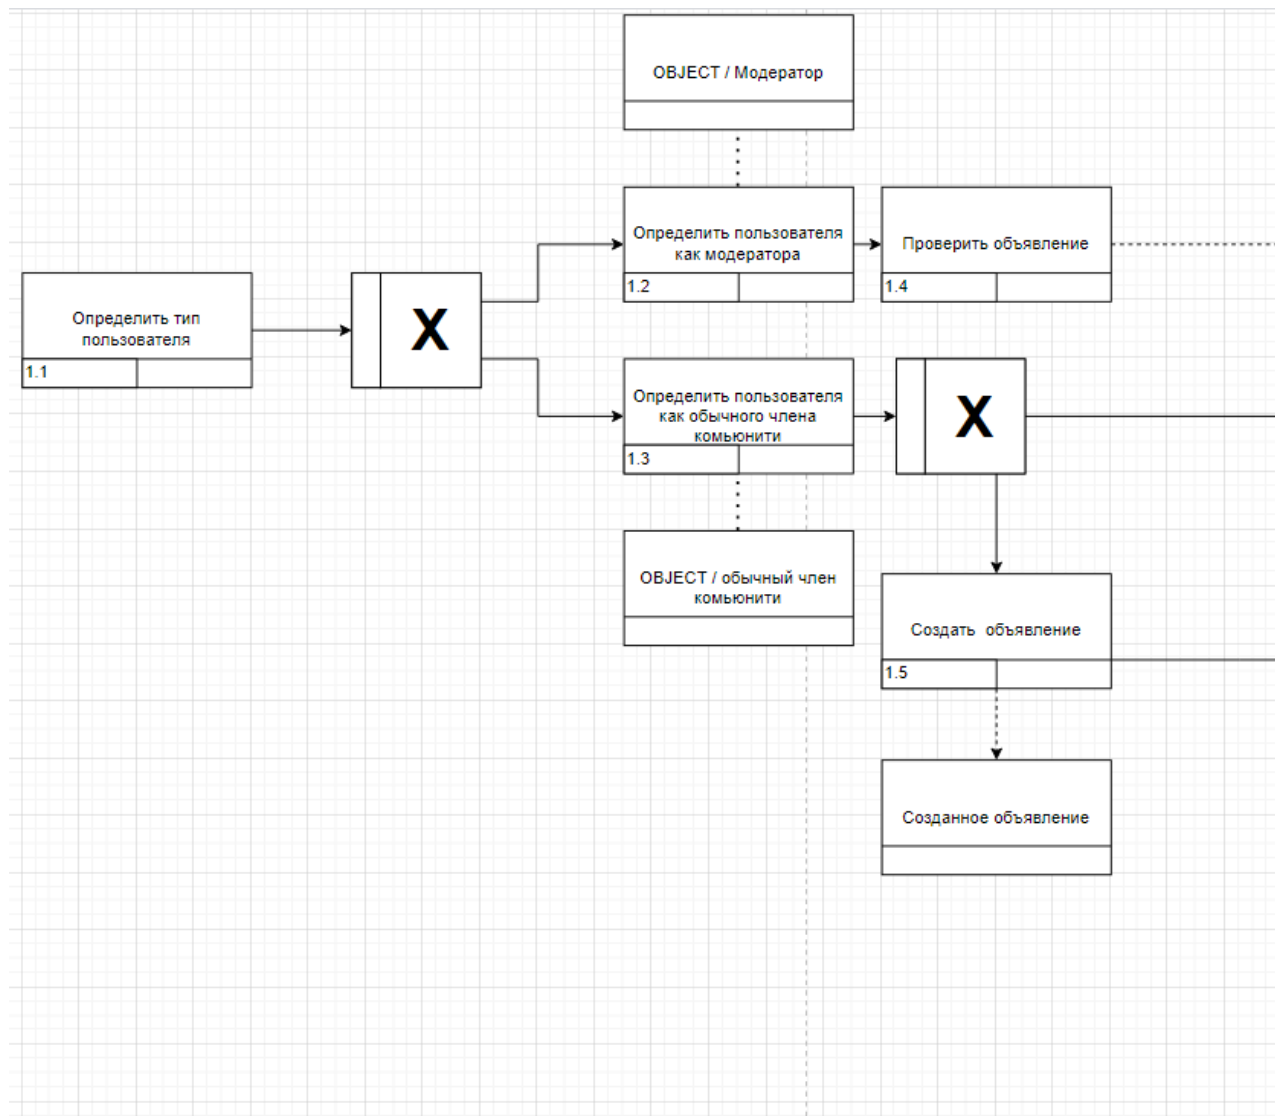 OBJECT / Модератор
Определить пользователя
как модератора
1.2
Проверить объявление
1.4
Определить тип
пользователя
1.1
X
Определить пользователя
как обычного члена
комьюнити
1.3
X
OBJECT / обычный член
комьюнити
Создать  объявление
1.5
Созданное объявление